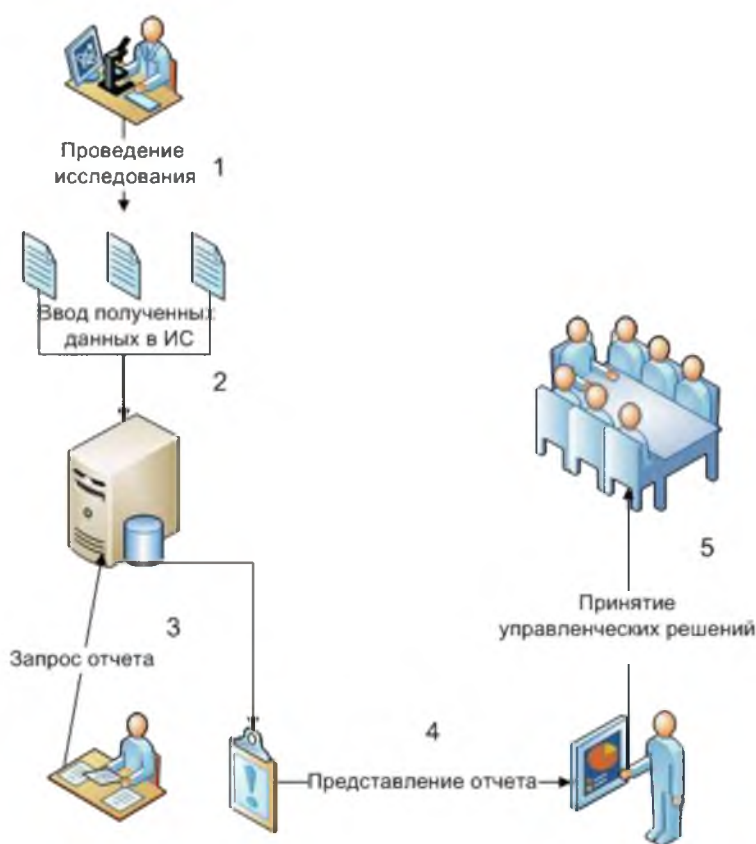 Проведение
исследования
1
Ввод полученных
данных в ИС
2
3
Запрос отчета
4
Представление отчета
5
Принятие
управленческих решений